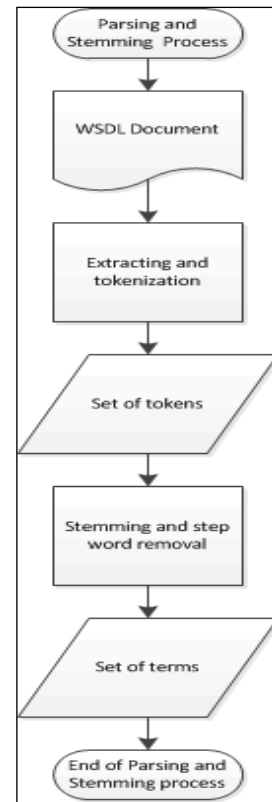 Parsing and
Stemming Process
WSDL Document
Extracting and
tokenization
Set of tokens
Stemming and step
word removal
Set of terms
End of Parsing and
Stemming process